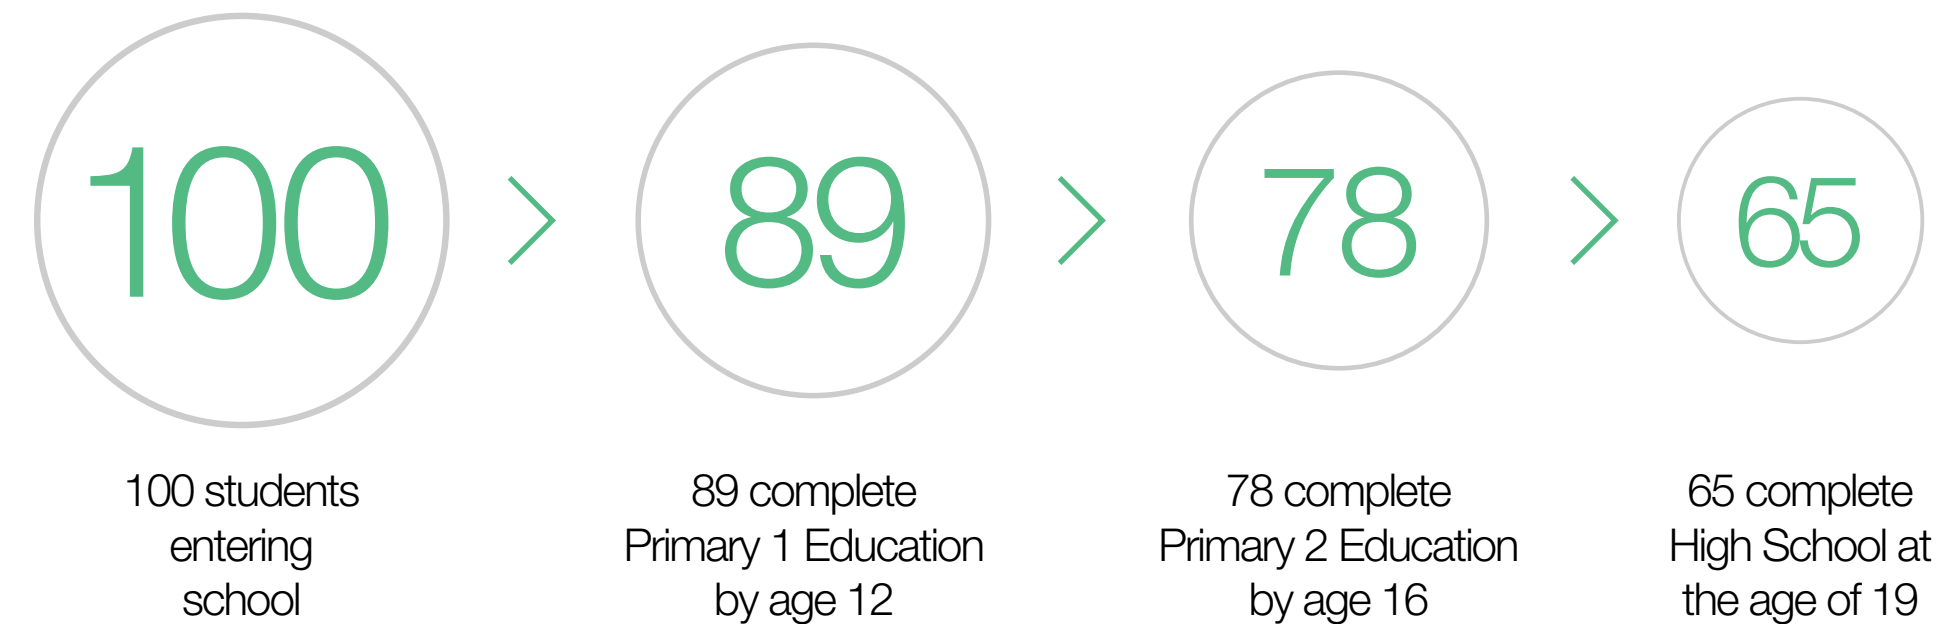 100
>
89
>
78
>
65
100 students
entering
school
89 complete
Primary 1 Education
by age 12
78 complete
Primary 2 Education
by age 16
65 complete
High School at
the age of 19